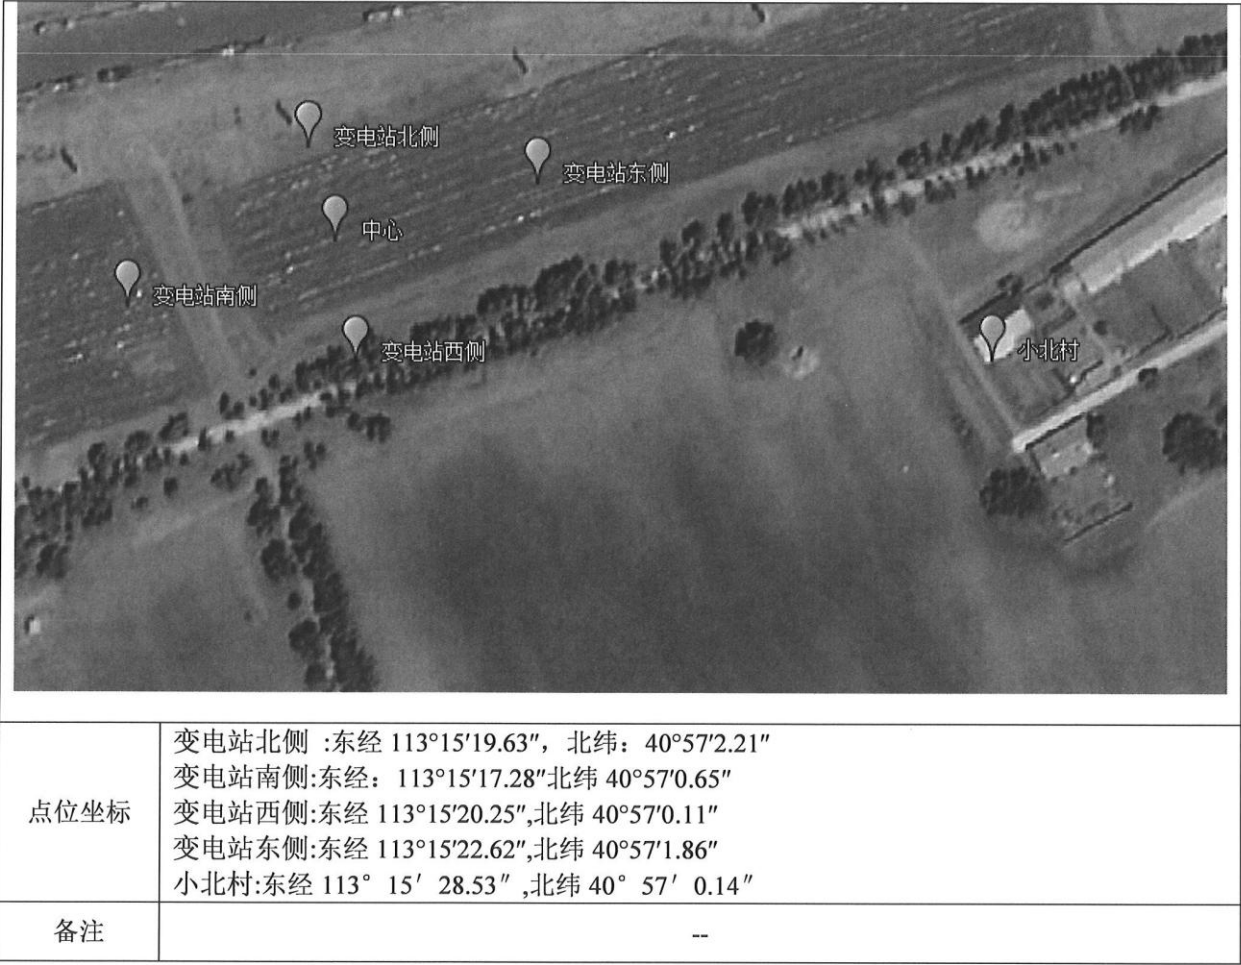 变电站北侧
变电站东侧
中心
变电站南侧
变电站西侧
小北村
点位坐标
变电站北侧 :东经 113°15′19.63″，北纬：40°57′2.21″
变电站南侧:东经：113°15′17.28″北纬 40°57′0.65″
变电站西侧:东经 113°15′20.25″,北纬 40°57′0.11″
变电站东侧:东经 113°15′22.62″,北纬 40°57′1.86″
小北村:东经 113° 15′ 28.53″ ,北纬 40° 57′ 0.14″
备注
--